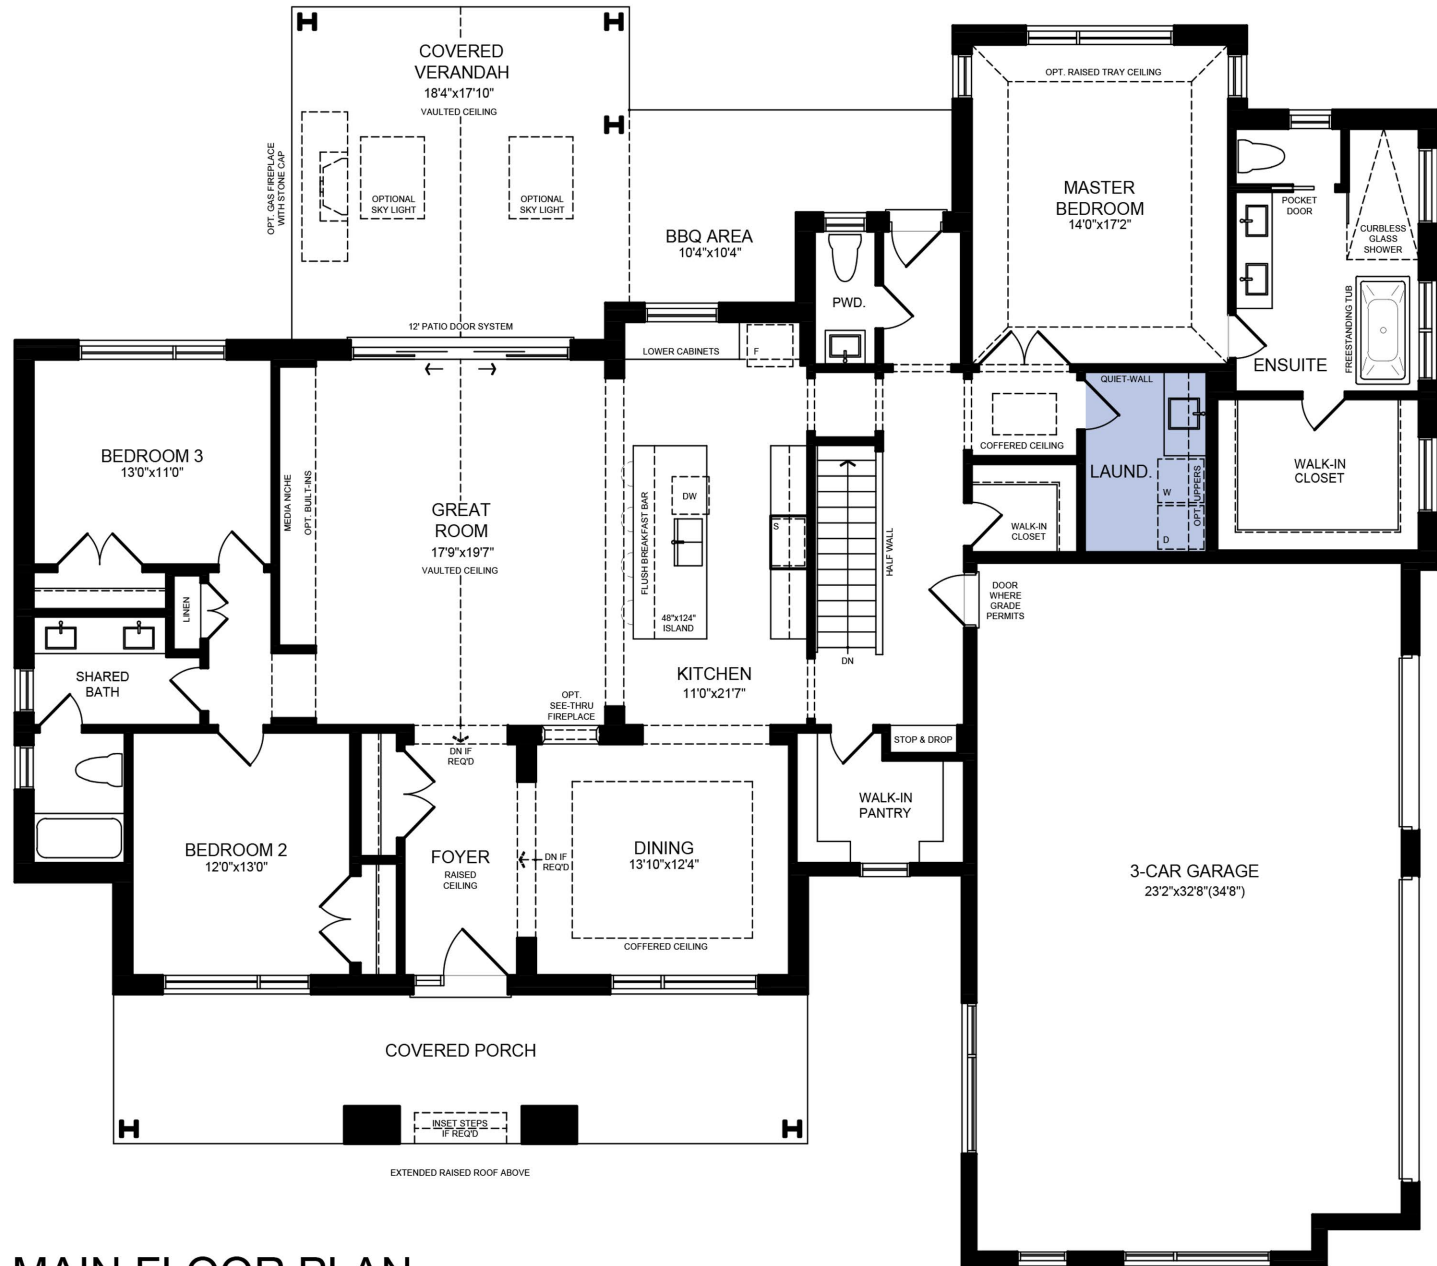 COVERED
VERANDAH
18'4"x17'10"
VAULTED CEILING
OPT. GAS FIREPLACE
WITH STONE CAP
OPTIONAL
SKY LIGHT
OPTIONAL
SKY LIGHT
12' PATIO DOOR SYSTEM
BBQ AREA
10'4"x10'4"
OPT. RAISED TRAY CEILING
MASTER
BEDROOM
14'0"x17'2"
POCKET
DOOR
CURBLESS
GLASS
SHOWER
FREESTANDING TUB
ENSUITE
PWD.
LOWER CABINETS
F
BEDROOM 3
13'0"x11'0"
MEDIA NICHE
OPT. BUILT-INS
GREAT
ROOM
17'9"x19'7"
VAULTED CEILING
FLUSH BREAKFAST BAR
DW
S
48"x124"
ISLAND
KITCHEN
11'0"x21'7"
HALF WALL
DN
COFFERED CEILING
QUIET-WALL
LAUND.
W
D
OPT. UPPERS
WALK-IN
CLOSET
WALK-IN
CLOSET
DOOR
WHERE
GRADE
PERMITS
LINEN
SHARED
BATH
OPT.
SEE-THRU
FIREPLACE
DN IF
REQ'D
STOP & DROP
WALK-IN
PANTRY
BEDROOM 2
12'0"x13'0"
FOYER
RAISED
CEILING
DN IF
REQ'D
DINING
13'10"x12'4"
COFFERED CEILING
3-CAR GARAGE
23'2"x32'8"(34'8")
COVERED PORCH
INSET STEPS
IF REQ'D
EXTENDED RAISED ROOF ABOVE
MAIN FLOOR PLAN